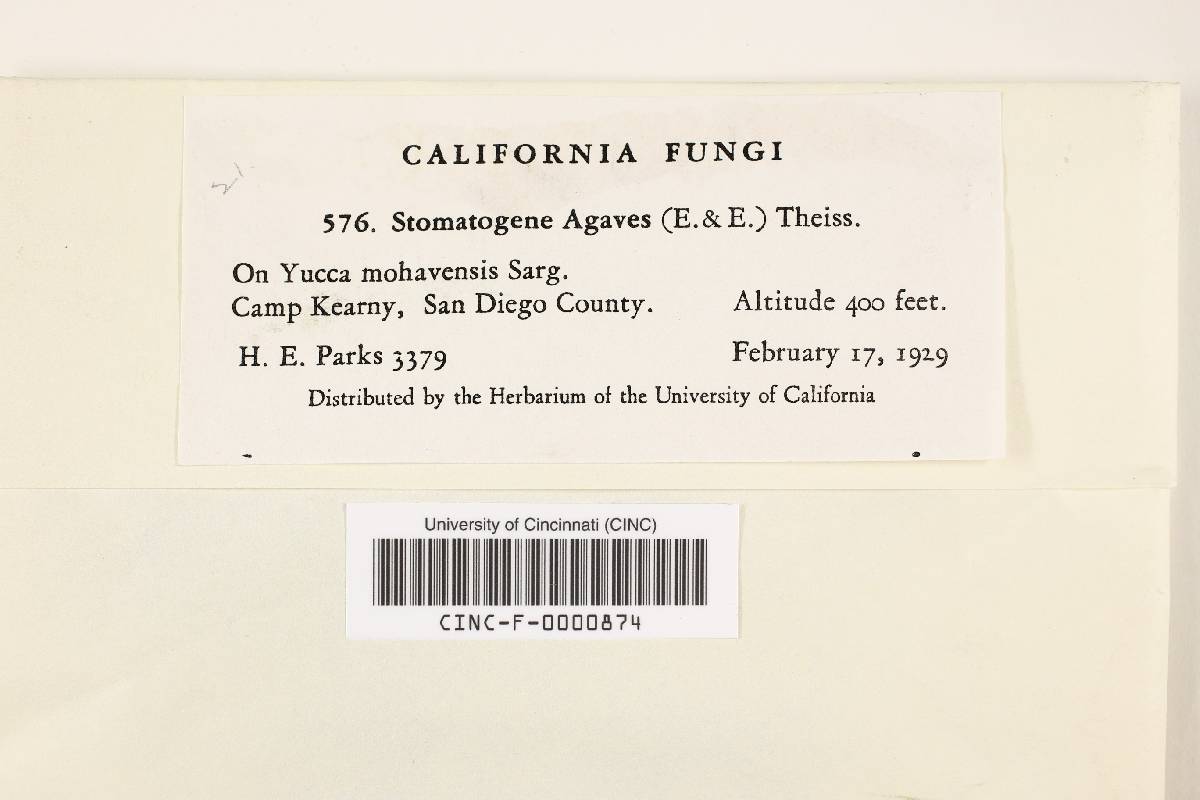 CALIFORNIA FUNGI
576. Stomatogene Agaves (E. & E.) Theiss.
On Yucca mohavensis Sarg.
Camp Kearny, San Diego County. Altitude 400 feet.
H. E. Parks 3379 February 17, 1929
Distributed by the Herbarium of the University of California
University of Cincinnati (CINC)
CINC-F-0000874